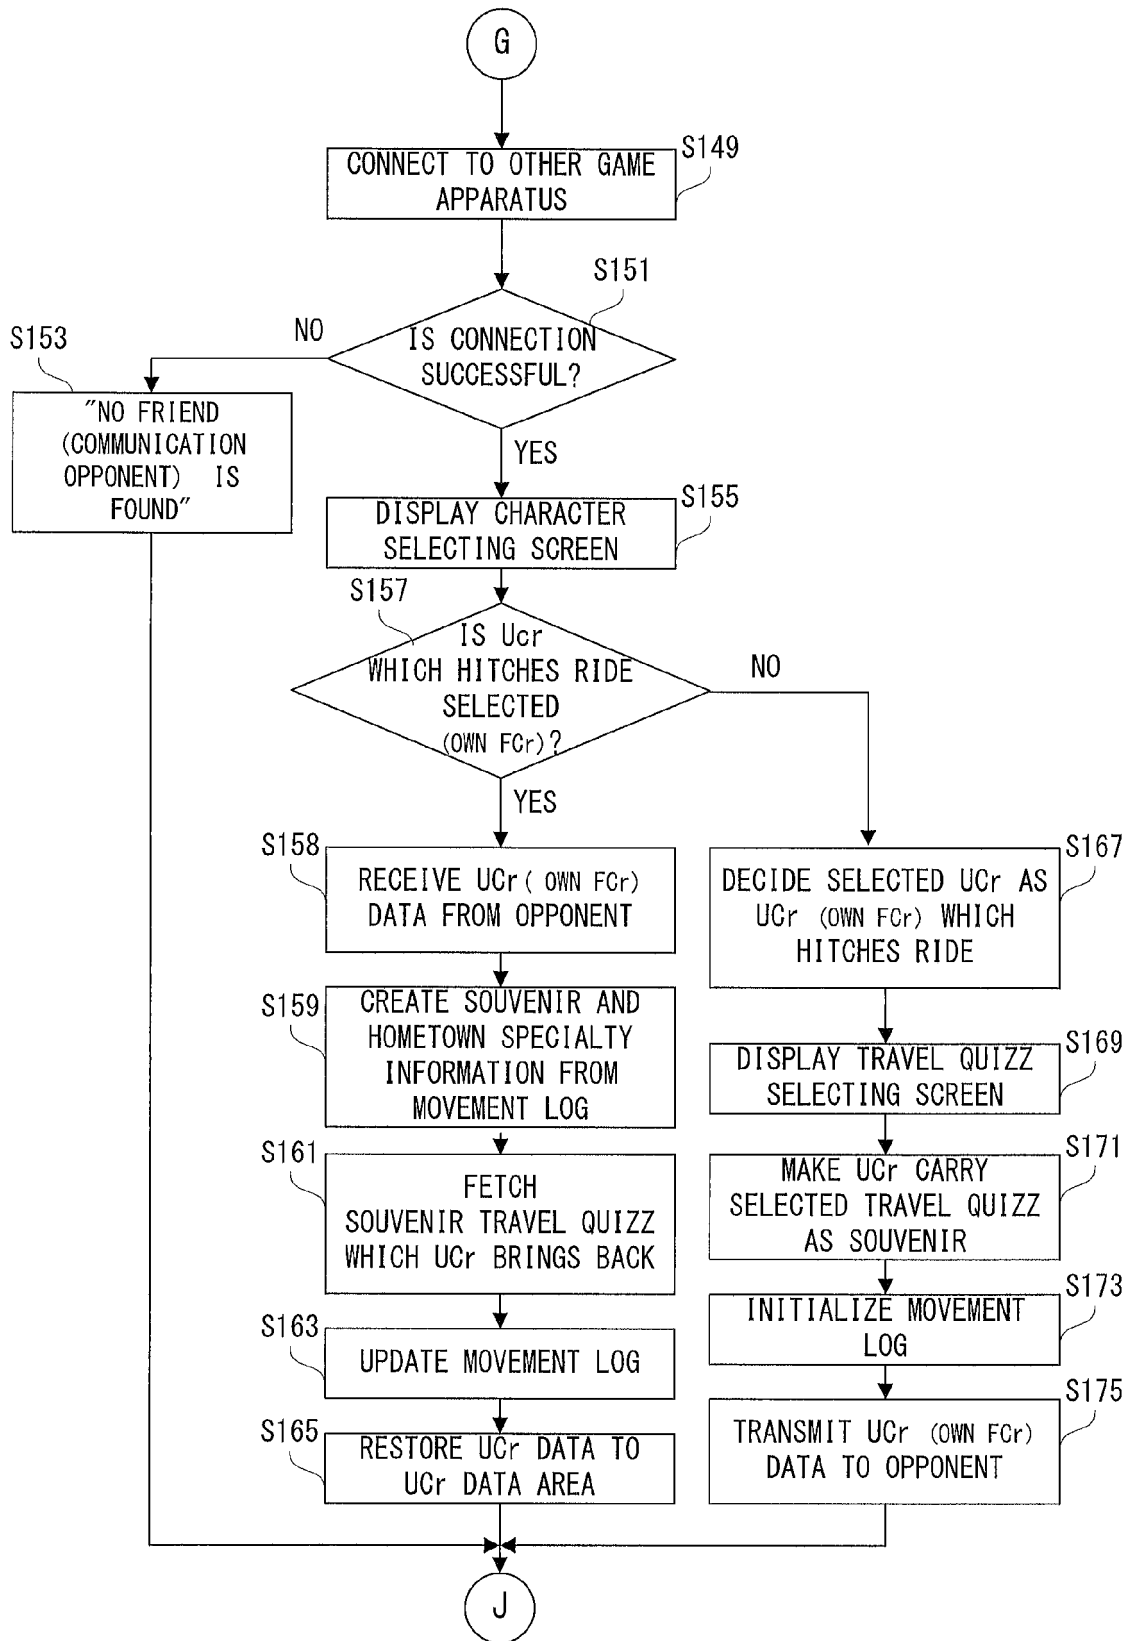 G
S149
CONNECT TO OTHER GAME
APPARATUS
S151
IS CONNECTION
SUCCESSFUL?
NO
S153
"NO FRIEND
(COMMUNICATION
OPPONENT) IS
FOUND"
YES
S155
DISPLAY CHARACTER
SELECTING SCREEN
S157
IS Ucr
WHICH HITCHES RIDE
SELECTED
(OWN FCr)?
NO
YES
S158
RECEIVE UCr( OWN FCr)
DATA FROM OPPONENT
S159
CREATE SOUVENIR AND
HOMETOWN SPECIALTY
INFORMATION FROM
MOVEMENT LOG
S161
FETCH
SOUVENIR TRAVEL QUIZZ
WHICH UCr BRINGS BACK
S163
UPDATE MOVEMENT LOG
S165
RESTORE UCr DATA TO
UCr DATA AREA
S167
DECIDE SELECTED UCr AS
UCr (OWN FCr) WHICH
HITCHES RIDE
S169
DISPLAY TRAVEL QUIZZ
SELECTING SCREEN
S171
MAKE UCr CARRY
SELECTED TRAVEL QUIZZ
AS SOUVENIR
S173
INITIALIZE MOVEMENT
LOG
S175
TRANSMIT UCr (OWN FCr)
DATA TO OPPONENT
J